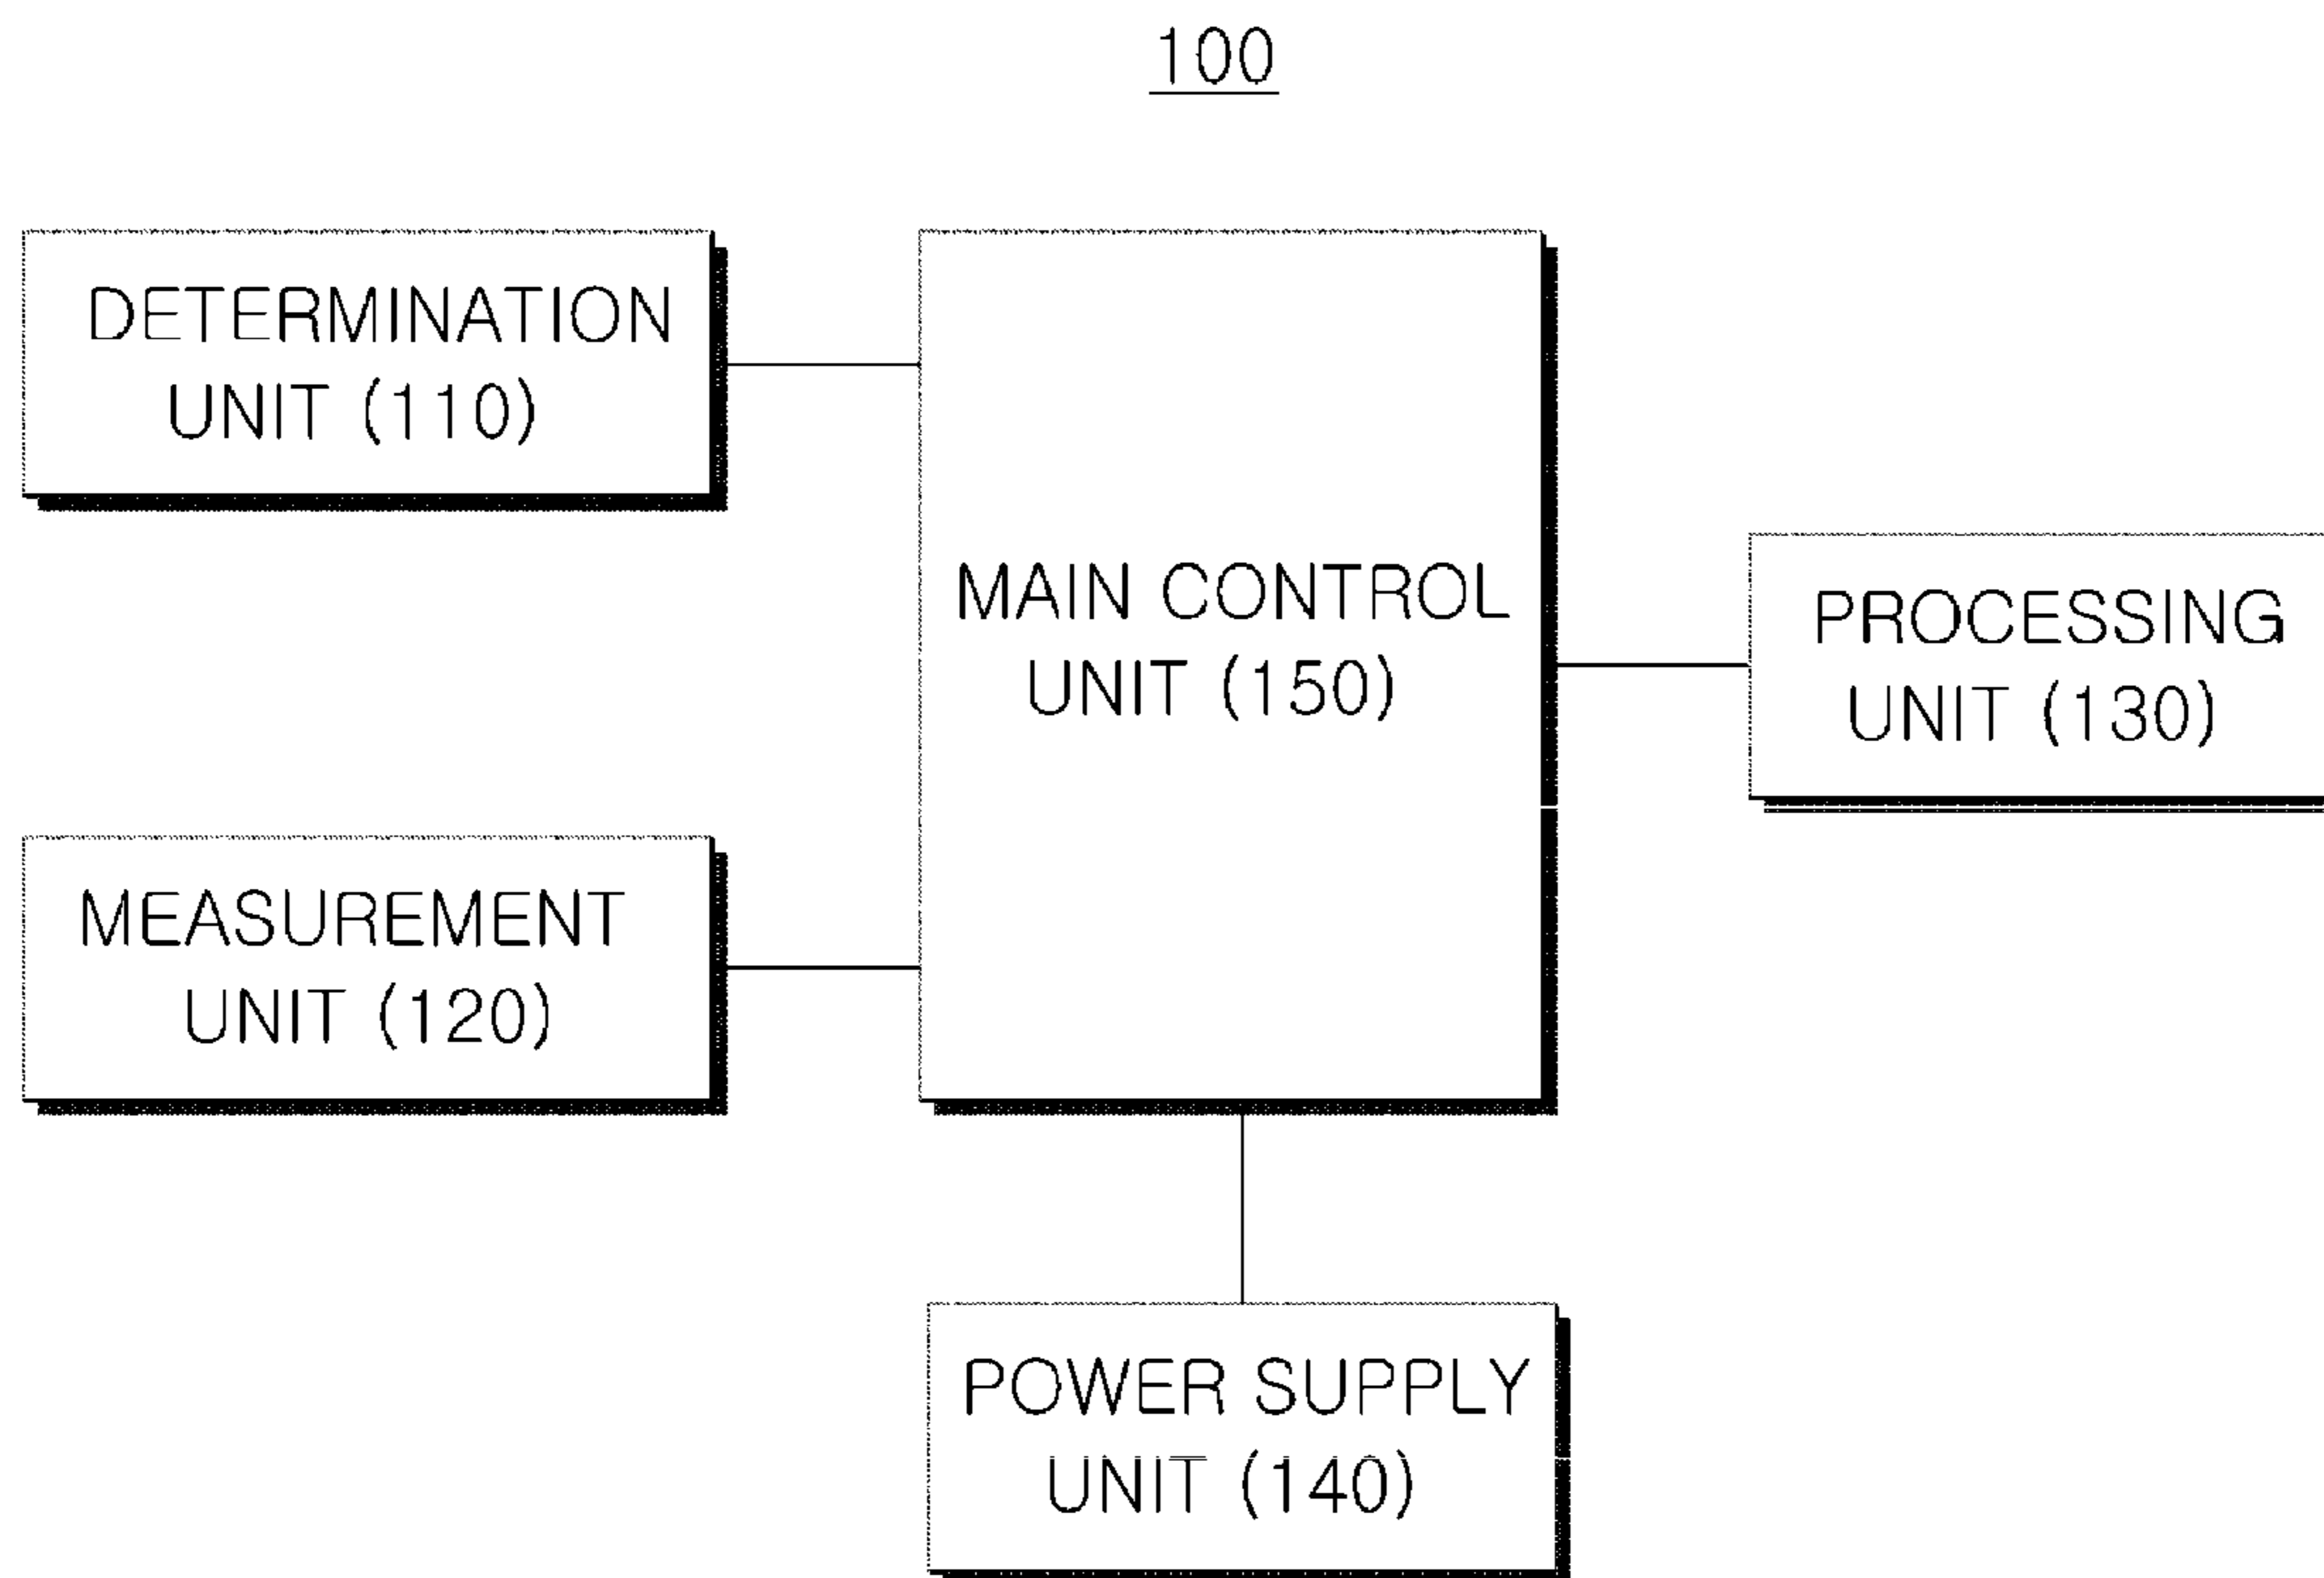 100
DETERMINATION
UNIT (110)
MAIN CONTROL
UNIT (150)
PROCESSING
UNIT (130)
MEASUREMENT
UNIT (120)
POWER SUPPLY
UNIT (140)